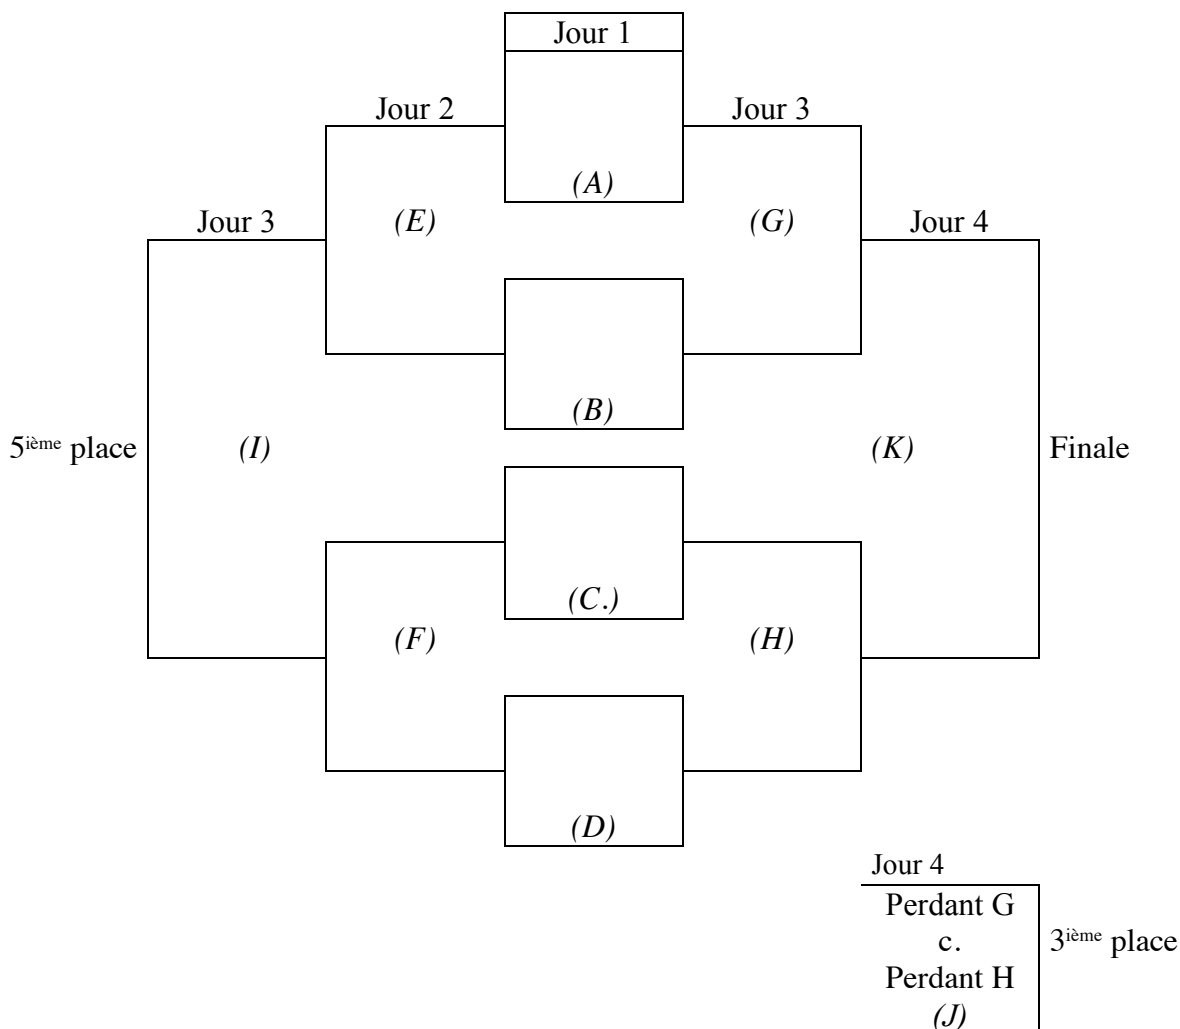 Jour 1
Jour 2
Jour 3
(A)
Jour 3
(E)
(G)
Jour 4
(B)
5ième place
(I)
(K)
Finale
(C.)
(F)
(H)
(D)
Jour 4
Perdant G
c.
3ième place
Perdant H
(J)